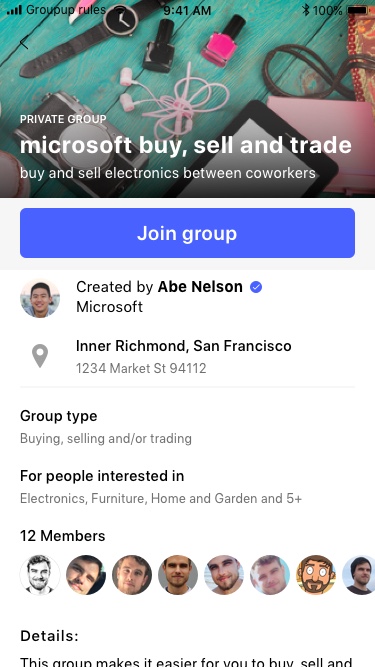 Groupup rules
9:41 AM
100%
PRIVATE GROUP
microsoft buy, sell and trade
buy and sell electronics between coworkers
Join group
Created by Abe Nelson
Microsoft
Inner Richmond, San Francisco
1234 Market St 94112
Group type
Buying, selling and/or trading
For people interested in
Electronics, Furniture, Home and Garden and 5+
12 Members
Details:
This group makes it easier for you to buy, sell and